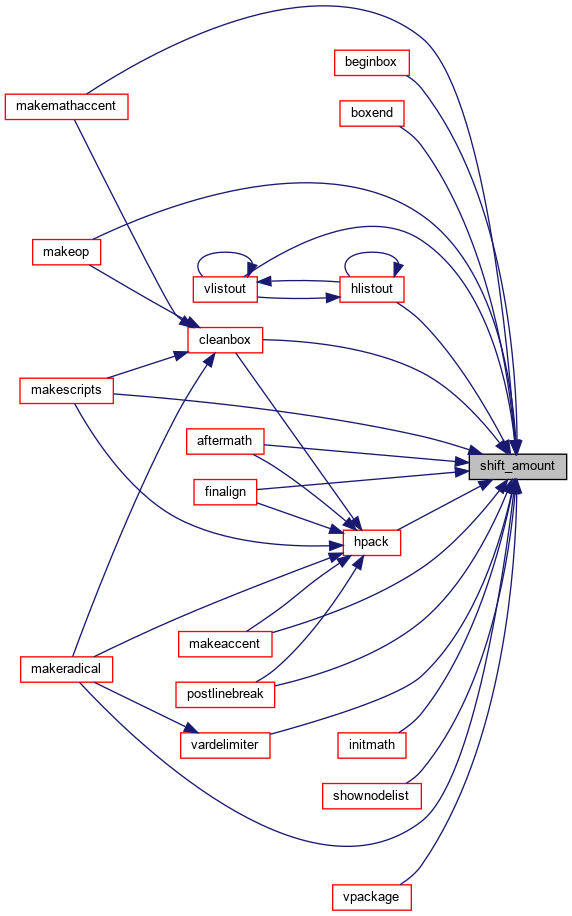 beginbox
makemathaccent
boxend
makeop
vlistout
hlistout
cleanbox
makescripts
aftermath
shift_amount
finalign
hpack
makeaccent
makeradical
postlinebreak
vardelimiter
initmath
shownodelist
vpackage